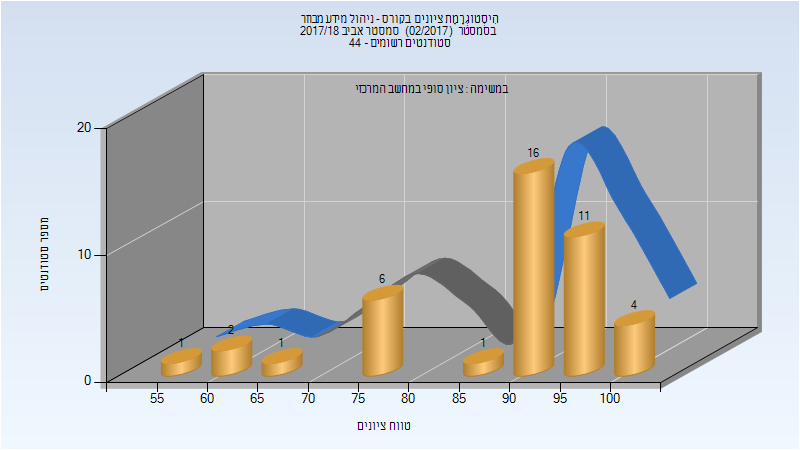 היסטוגרמת ציונים בקורס - ניהול מידע מבחר
בסמסטר (02/2017) סמסטר אביב 2017/18
סטודנטים רשומים - 44
במשימה : ציון סופי במחשב המרכזי
מספר סטודנטים
20
10
0
1
2
1
6
1
16
11
4
55 60 65 70 75 80 85 90 95 100
טווח ציונים